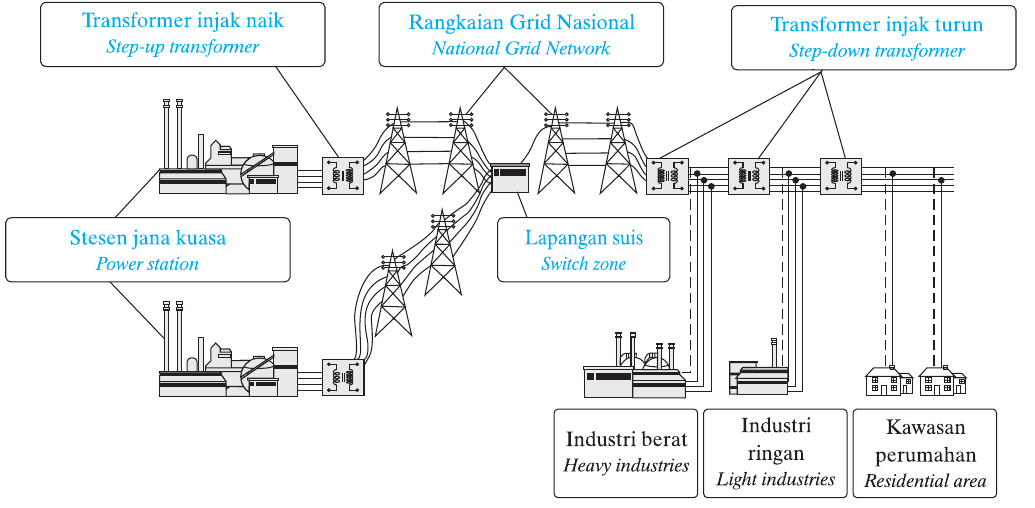 Transformer injak naik
Step-up transformer
Rangkaian Grid Nasional
National Grid Network
Transformer injak turun
Step-down transformer
Stesen jana kuasa
Power station
Lapangan suis
Switch zone
Industri berat
Heavy industries
Industri
ringan
Light industries
Kawasan
perumahan
Residential area